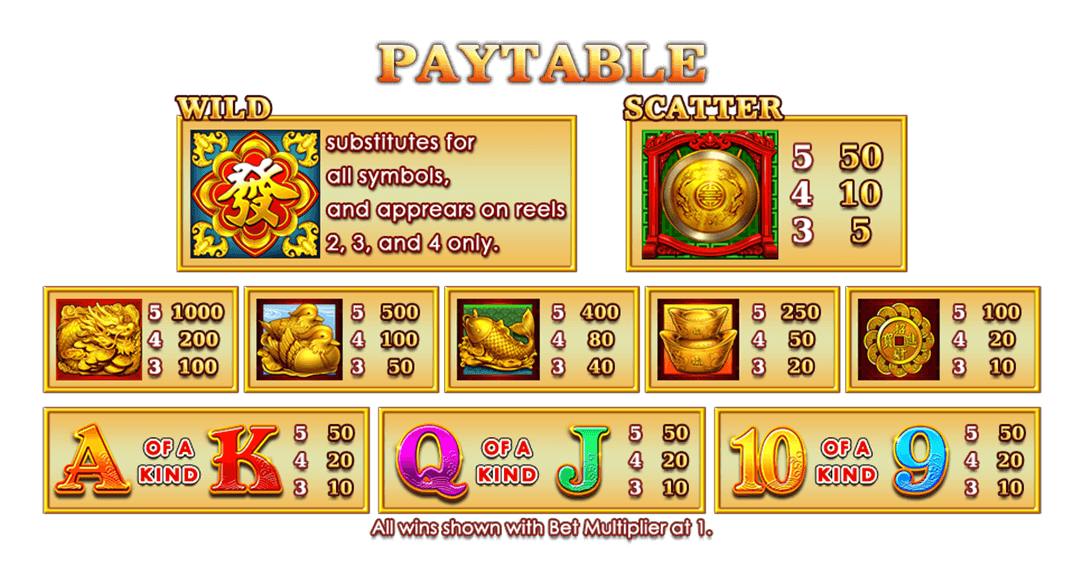 PAYTABLE
WILD
SCATTER
發
substitutes for
all symbols,
and apprears on reels
2, 3, and 4 only.
5 50
4 10
3 5
5 1000
4 200
3 100
5 500
4 100
3 50
5 400
4 80
3 40
5 250
4 50
3 20
5 100
4 20
3 10
A OF A KIND K
5 50
4 20
3 10
Q OF A KIND J
5 50
4 20
3 10
10 OF A KIND 9
5 50
4 20
3 10
All wins shown with Bet Multiplier at 1.